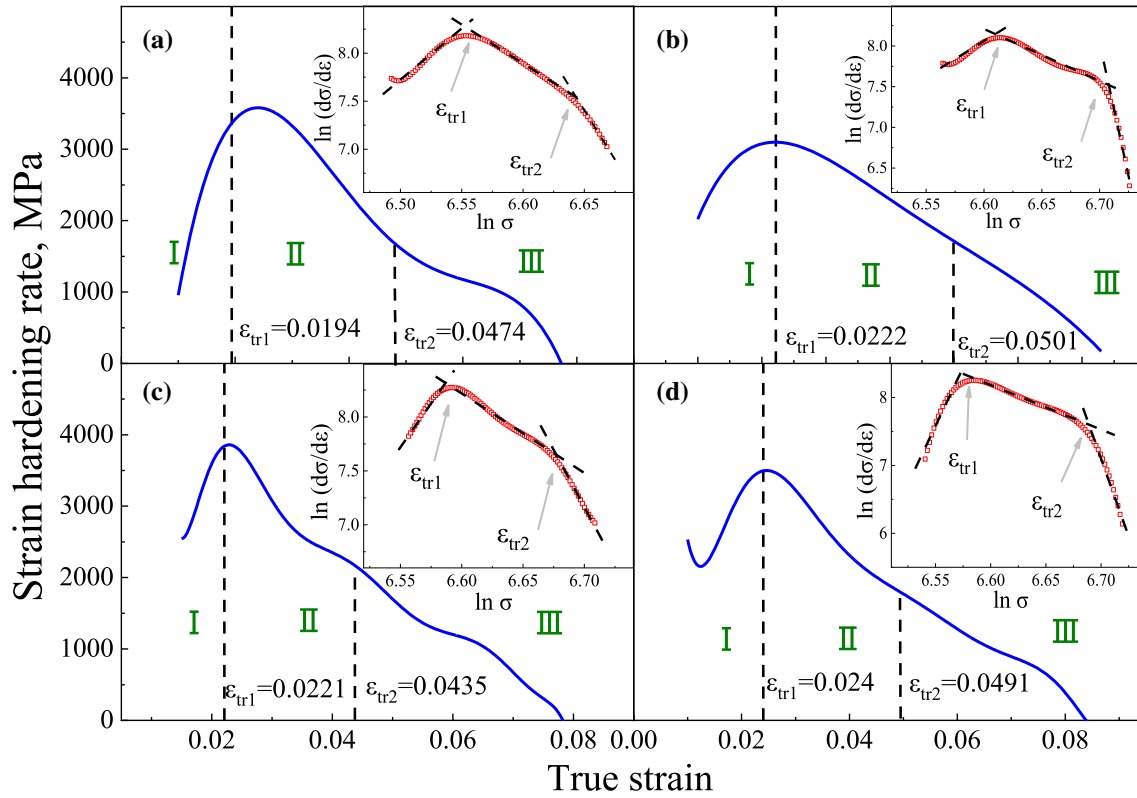 Strain hardening rate, MPa
(a)
5000
4000
3000
2000
1000
0
I
II
III
εtr1=0.0194
εtr2=0.0474
ln (dσ/dε)
8.0
7.5
7.0
εtr1
εtr2
6.50
6.55
6.60
6.65
ln σ
(b)
I
II
III
εtr1=0.0222
εtr2=0.0501
ln (dσ/dε)
8.0
7.5
7.0
6.5
εtr1
εtr2
6.60
6.65
6.70
ln σ
(c)
4000
3000
2000
1000
0
I
II
III
εtr1=0.0221
εtr2=0.0435
ln (dσ/dε)
8.0
7.5
7.0
εtr1
εtr2
6.55
6.60
6.65
6.70
ln σ
0.02
0.04
0.06
0.08
(d)
I
II
III
εtr1=0.024
εtr2=0.0491
ln (dσ/dε)
8
7
6
εtr1
εtr2
6.55
6.60
6.65
6.70
ln σ
0.00
0.02
0.04
0.06
0.08
True strain